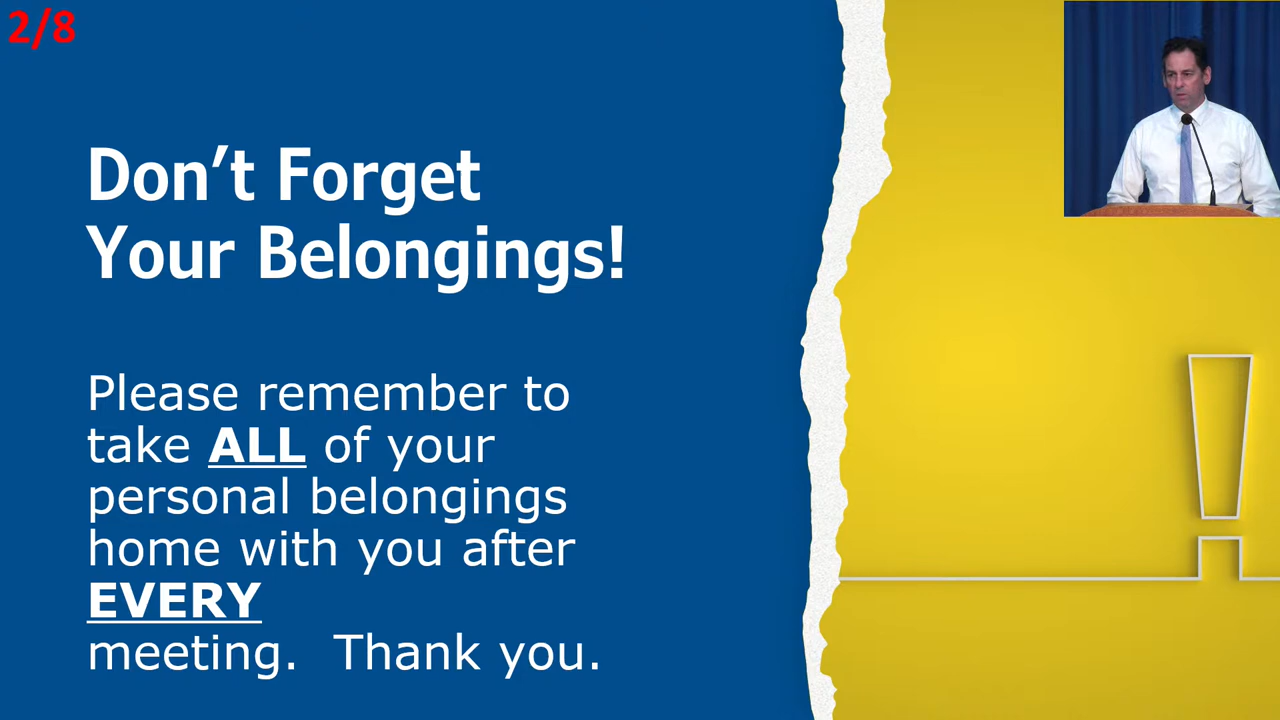 2/8
Don’t Forget
Your Belongings!
Please remember to
take ALL of your
personal belongings
home with you after
EVERY
meeting.  Thank you.